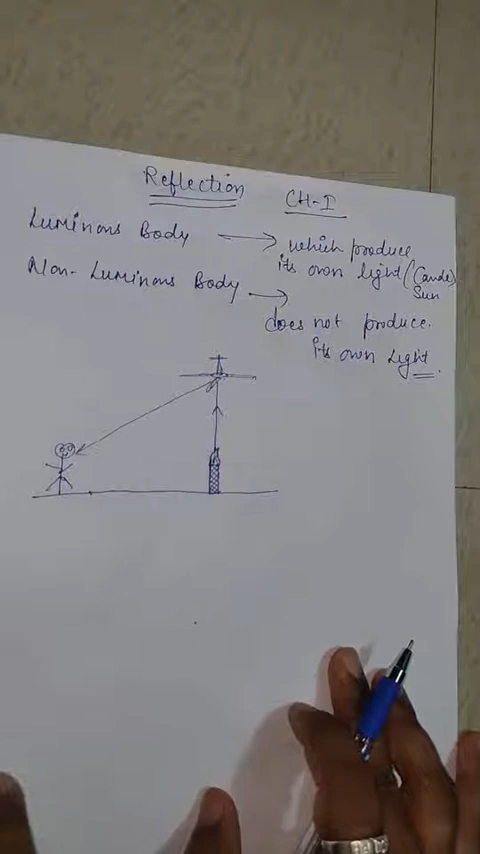 Reflection CH-I
Luminous Body → which produce
its own light (Candle)
Sun
Non-Luminous Body →
does not produce.
its own light.